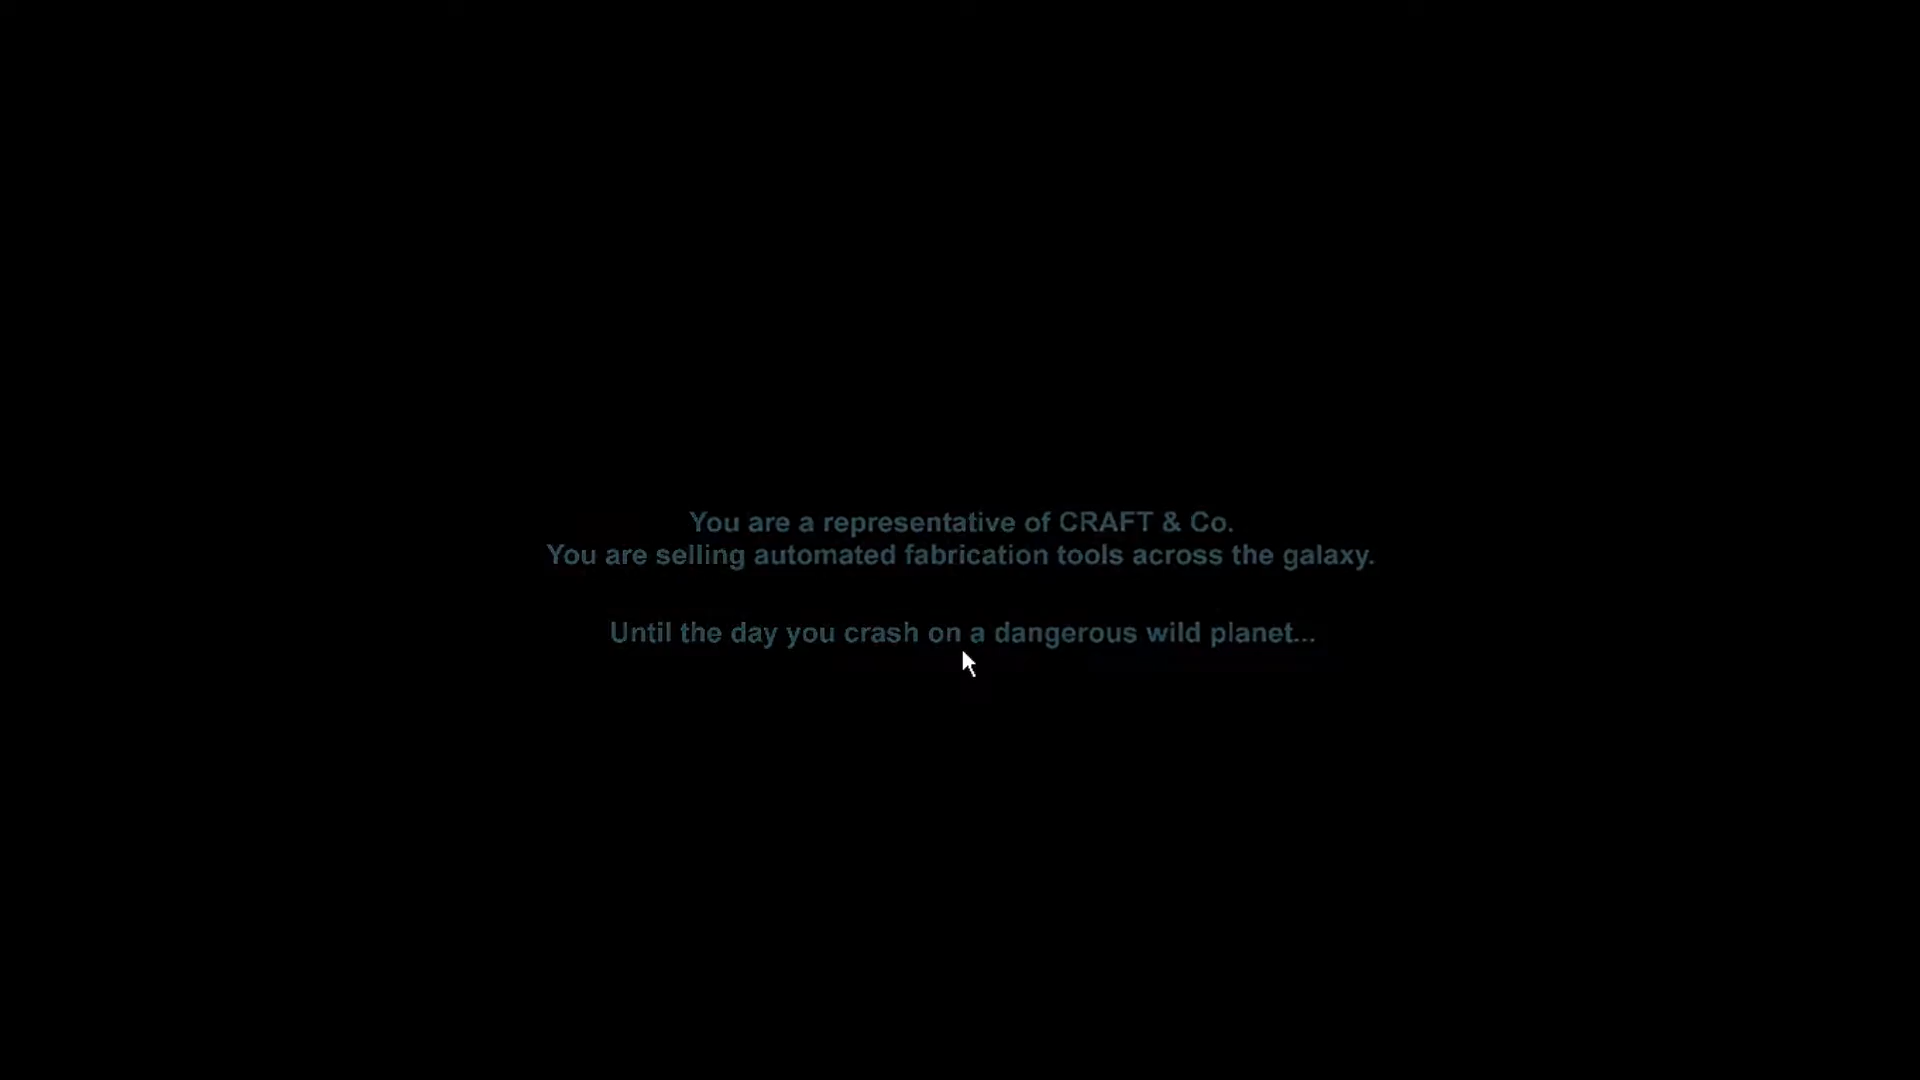 You are a representative of CRAFT & Co.
You are selling automated fabrication tools across the galaxy.
Until the day you crash on a dangerous wild planet...